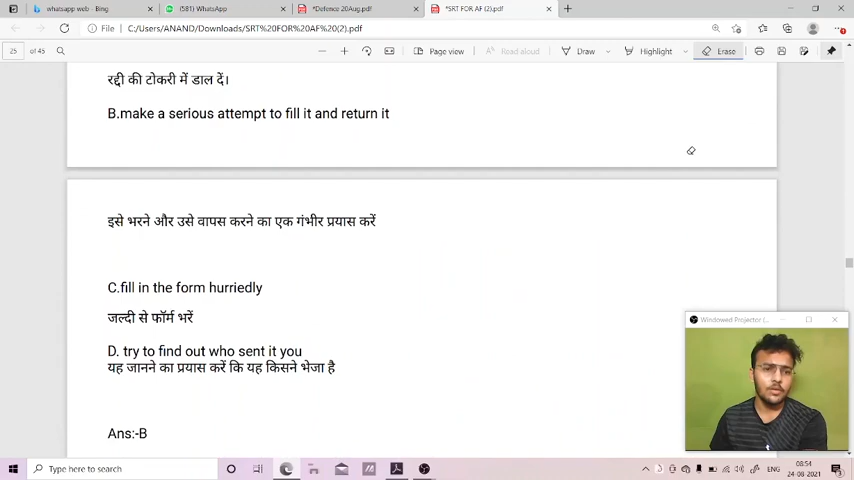 whatsapp web - Bing
(581) WhatsApp
*Defence 20Aug.pdf
*SRT FOR AF (2).pdf
File
C:/Users/ANAND/Downloads/SRT%20FOR%20AF%20(2).pdf
25 of 45
Page view
Read aloud
Draw
Highlight
Erase
रद्दी की टोकरी में डाल दें।
B.make a serious attempt to fill it and return it
इसे भरने और उसे वापस करने का एक गंभीर प्रयास करें
C.fill in the form hurriedly
जल्दी से फॉर्म भरें
D. try to find out who sent it you
यह जानने का प्रयास करें कि यह किसने भेजा है
Ans:-B
Windowed Projector (...
Type here to search
ENG
08:54
24-08-2021